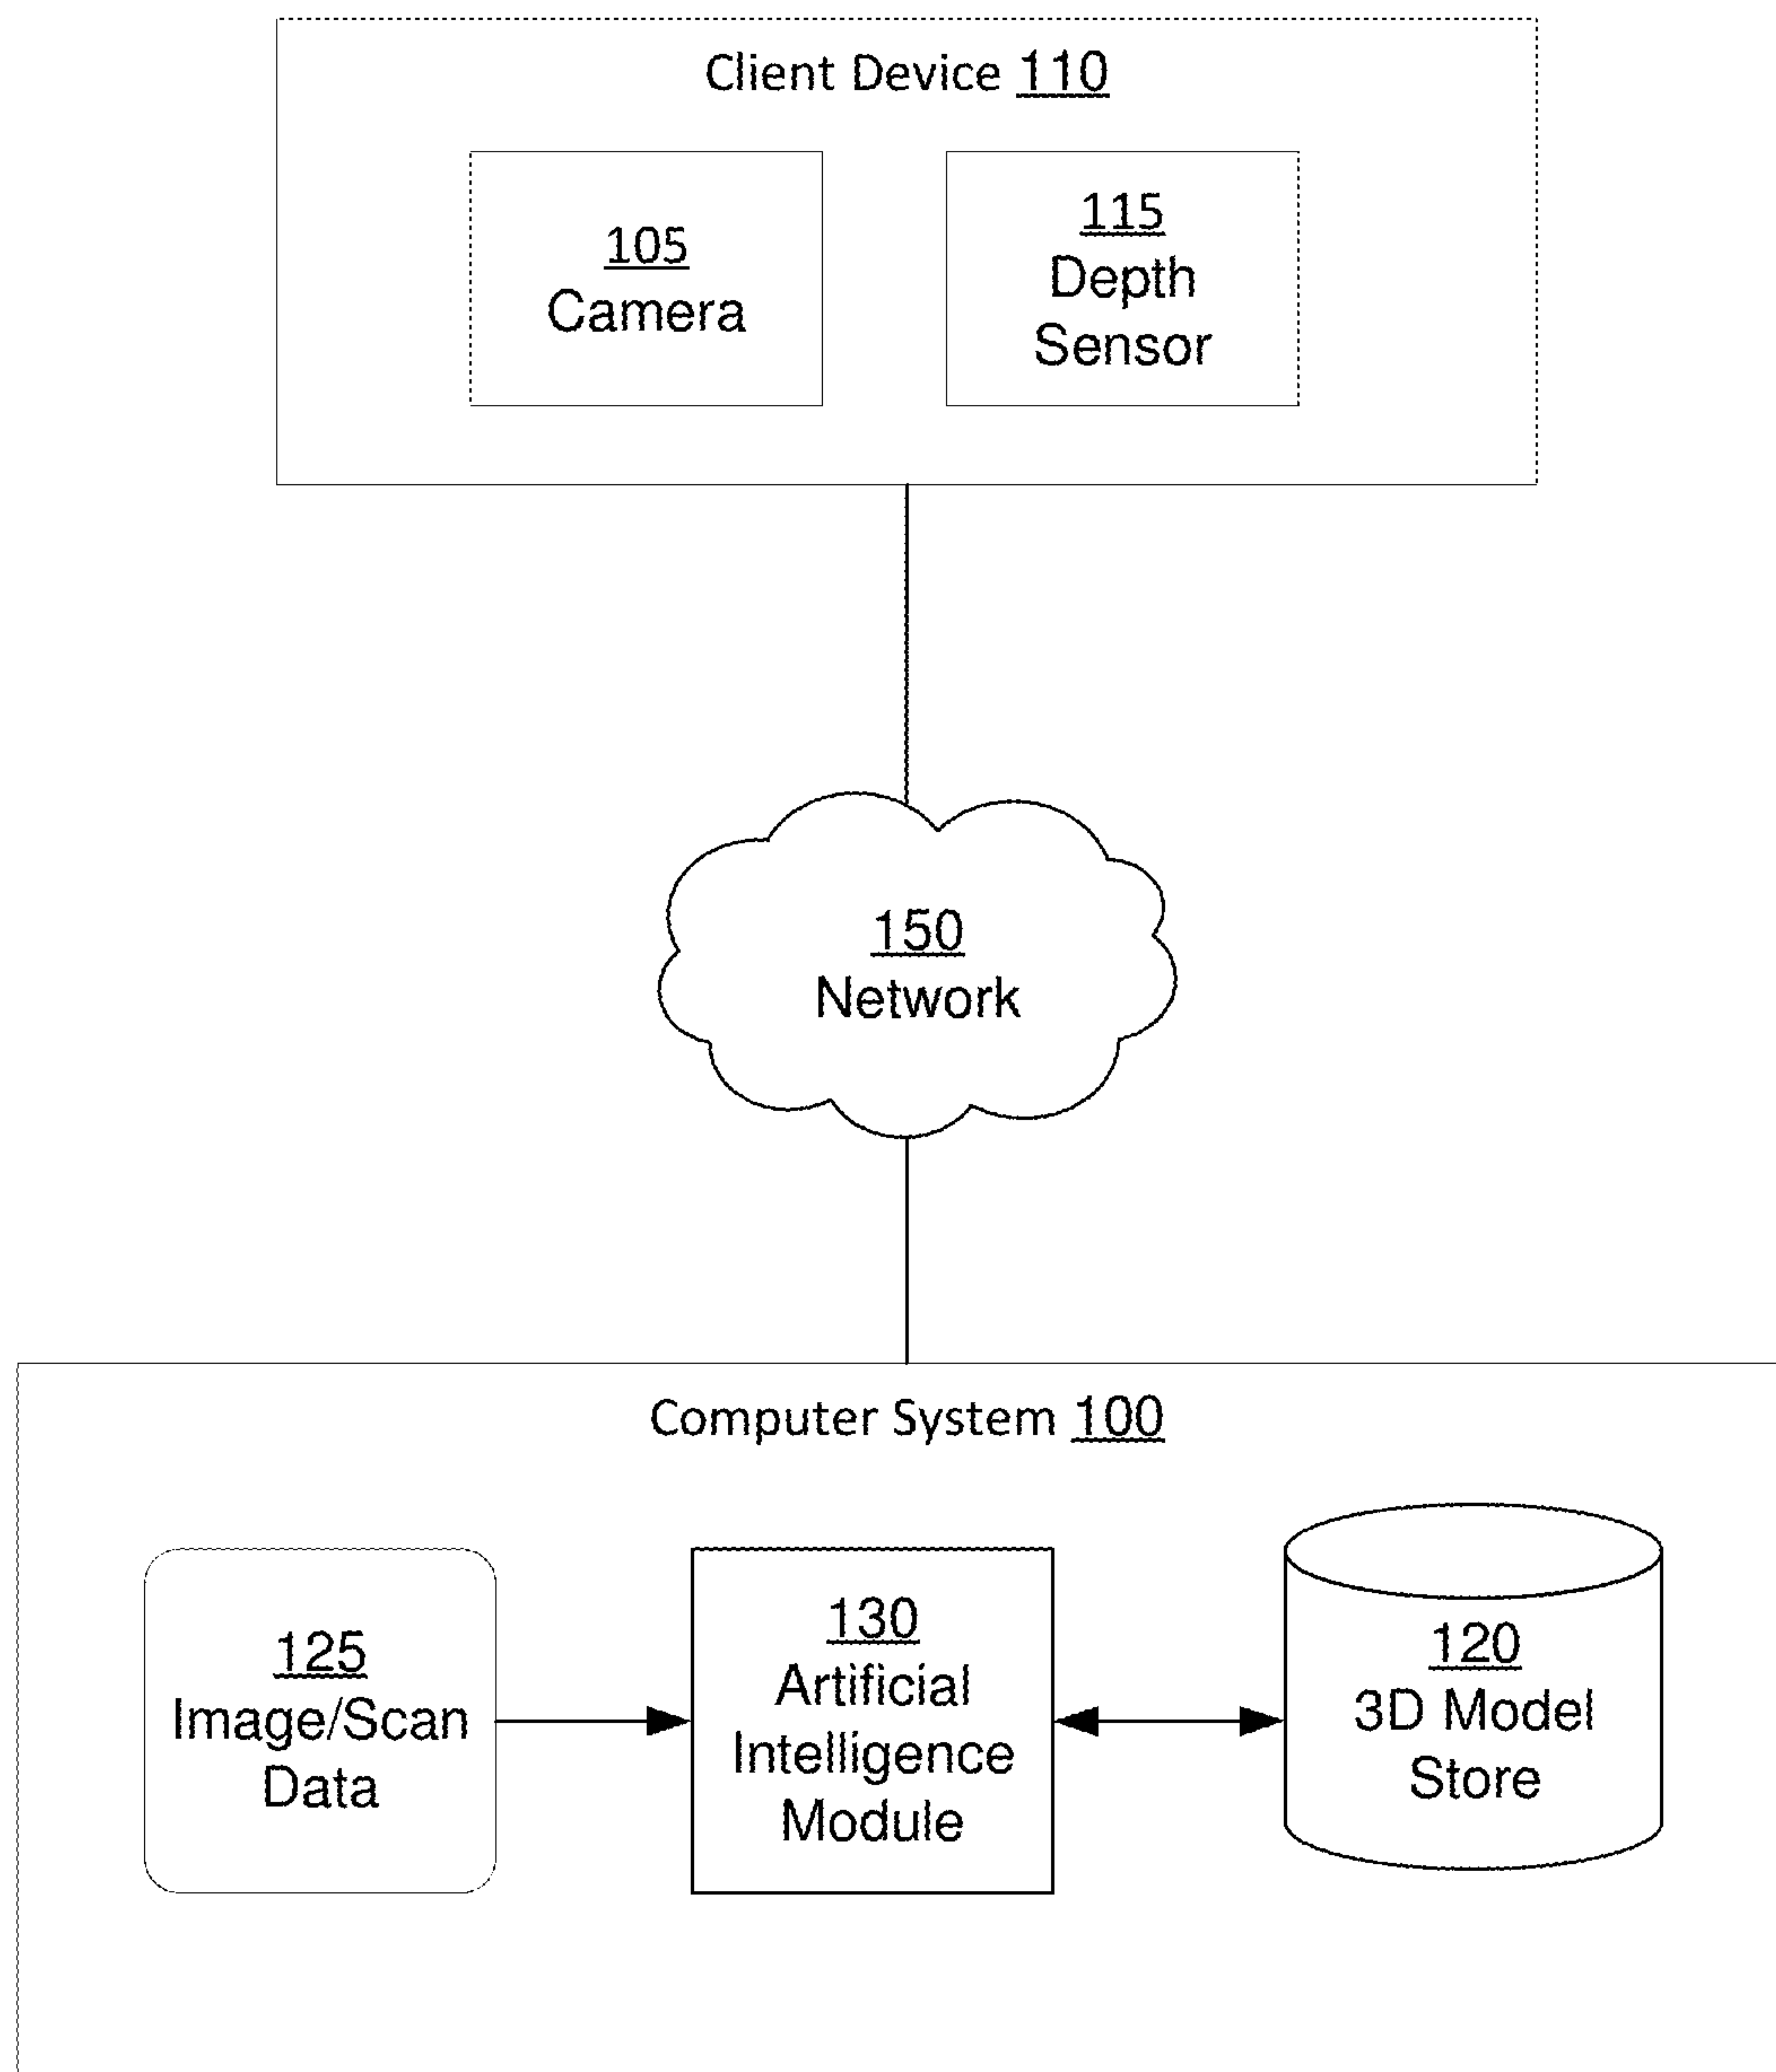 Client Device 110
105
Camera
115
Depth
Sensor
150
Network
Computer System 100
125
Image/Scan
Data
130
Artificial
Intelligence
Module
120
3D Model
Store